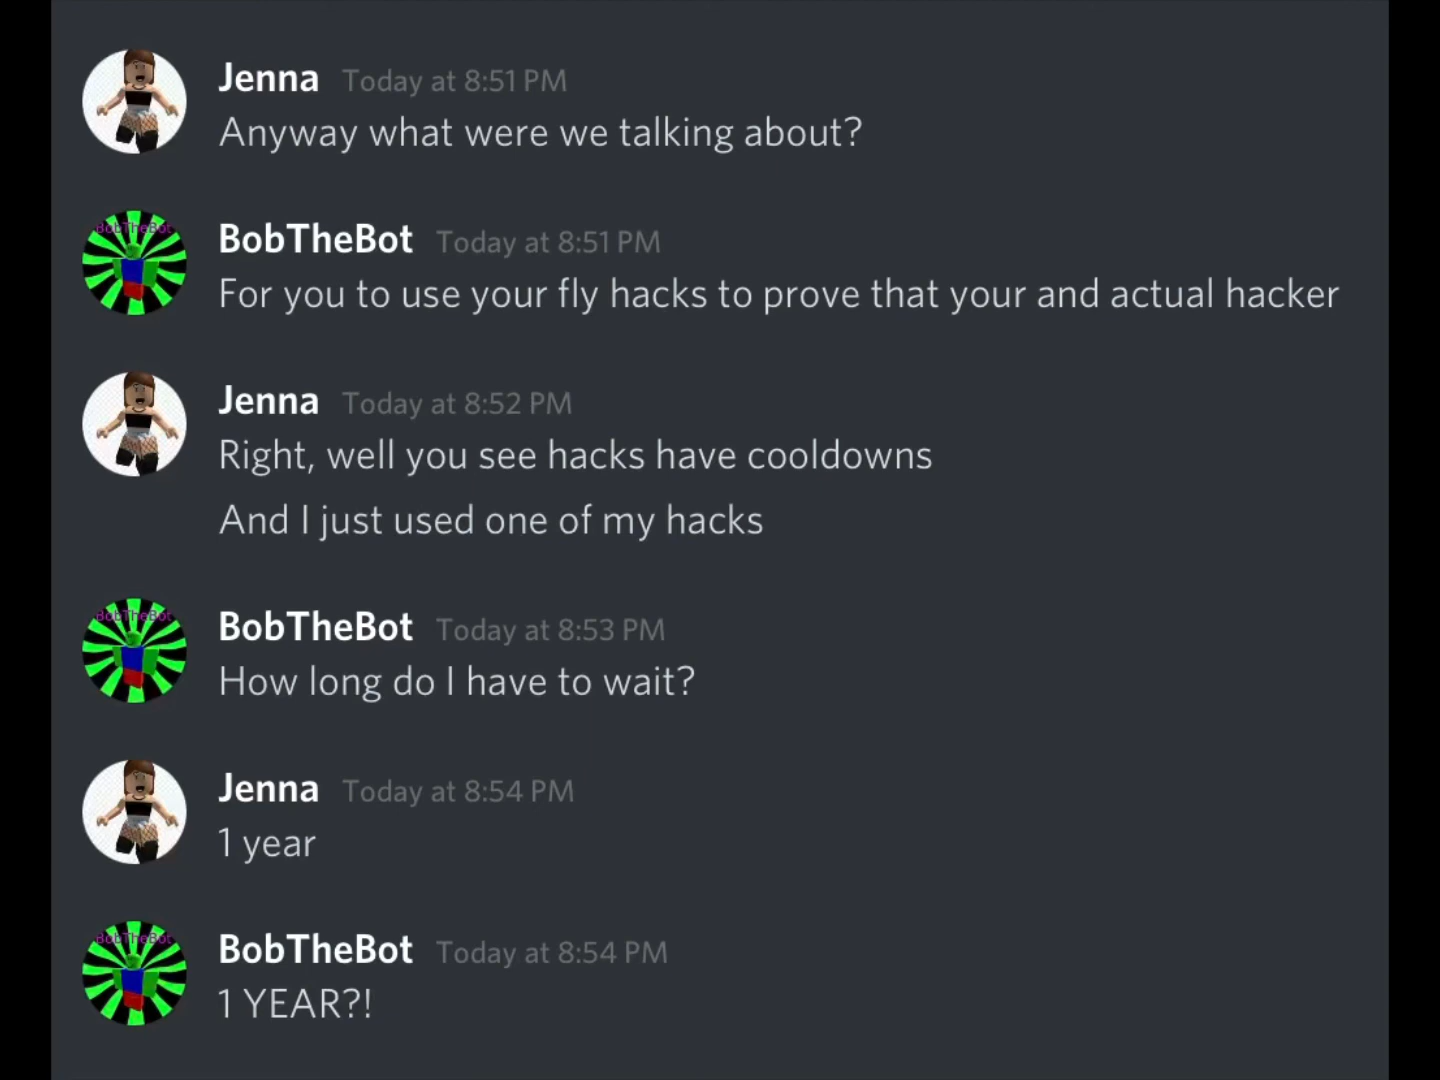 Jenna Today at 8:51 PM
Anyway what were we talking about?
BobTheBot
BobTheBot Today at 8:51 PM
For you to use your fly hacks to prove that your and actual hacker
Jenna Today at 8:52 PM
Right, well you see hacks have cooldowns
And I just used one of my hacks
BobTheBot
BobTheBot Today at 8:53 PM
How long do I have to wait?
Jenna Today at 8:54 PM
1 year
BobTheBot
BobTheBot Today at 8:54 PM
1 YEAR?!